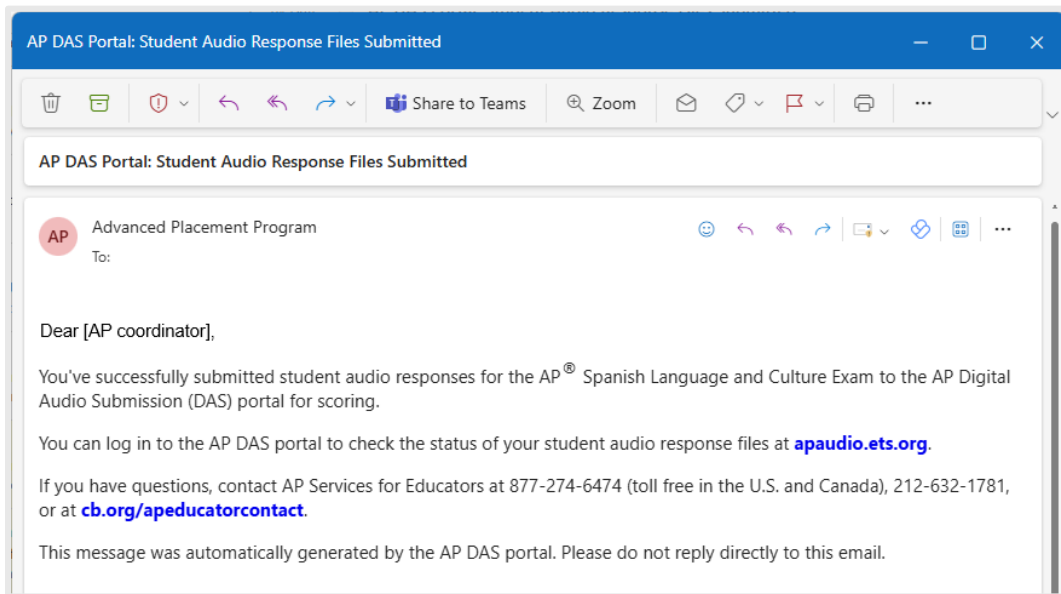 AP DAS Portal: Student Audio Response Files Submitted
Share to Teams
Zoom
AP DAS Portal: Student Audio Response Files Submitted
AP
Advanced Placement Program
To:
Dear [AP coordinator],
You've successfully submitted student audio responses for the AP® Spanish Language and Culture Exam to the AP Digital
Audio Submission (DAS) portal for scoring.
You can log in to the AP DAS portal to check the status of your student audio response files at apaudio.ets.org.
If you have questions, contact AP Services for Educators at 877-274-6474 (toll free in the U.S. and Canada), 212-632-1781,
or at cb.org/apeducatorcontact.
This message was automatically generated by the AP DAS portal. Please do not reply directly to this email.